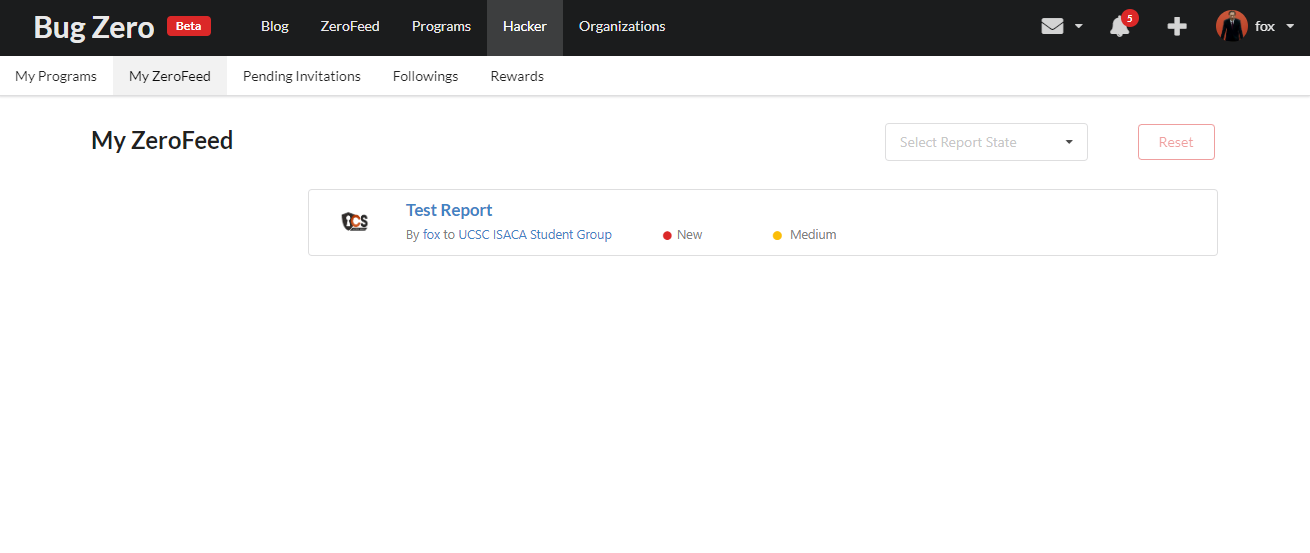 Bug Zero Beta Blog ZeroFeed Programs Hacker Organizations 5 fox
My Programs My ZeroFeed Pending Invitations Followings Rewards
My ZeroFeed Select Report State Reset
CS Test Report
By fox to UCSC ISACA Student Group New Medium